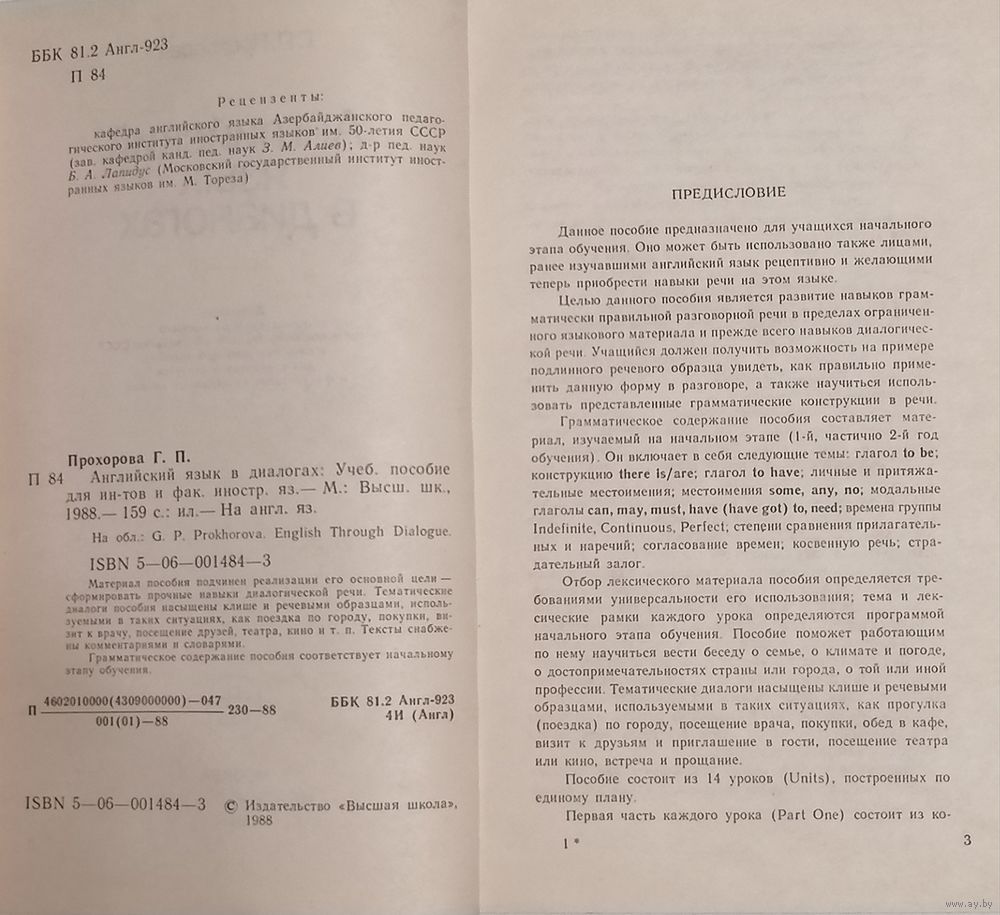 ББК 81.2 Англ-923
П 84
Рецензенты:
кафедра английского языка Азербайджанского педаго-
гического института иностранных языков им. 50-летия СССР
(зав. кафедрой канд. пед. наук З. М. Алиев); д-р пед. наук
Б. А. Лапидус (Московский государственный институт иност-
ранных языков им. М. Тореза)
Прохорова Г. П.
П 84 Английский язык в диалогах: Учеб. пособие
для ин-тов и фак. иностр. яз.— М.: Высш. шк.,
1988.— 159 с.: ил.— На англ. яз.
На обл.: G. P. Prokhorova. English Through Dialogue.
ISBN 5—06—001484—3
Материал пособия подчинен реализации его основной цели —
сформировать прочные навыки диалогической речи. Тематические
диалоги пособия насыщены клише и речевыми образцами, исполь-
зуемыми в таких ситуациях, как поездка по городу, покупки, ви-
зит к врачу, посещение друзей, театра, кино и т. п. Тексты снабже-
ны комментариями и словарями.
Грамматическое содержание пособия соответствует начальному
этапу обучения.
П 4602010000(4309000000)—047
001(01)—88
230—88
ББК 81.2 Англ-923
4И (Англ)
ISBN 5—06—001484—3
© Издательство «Высшая школа»,
1988
ПРЕДИСЛОВИЕ
Данное пособие предназначено для учащихся начального
этапа обучения. Оно может быть использовано также лицами,
ранее изучавшими английский язык рецептивно и желающими
теперь приобрести навыки речи на этом языке.
Целью данного пособия является развитие навыков грам-
матически правильной разговорной речи в пределах ограничен-
ного языкового материала и прежде всего навыков диалогичес-
кой речи. Учащийся должен получить возможность на примере
подлинного речевого образца увидеть, как правильно приме-
нить данную форму в разговоре, а также научиться исполь-
зовать представленные грамматические конструкции в речи.
Грамматическое содержание пособия составляет мате-
риал, изучаемый на начальном этапе (1-й, частично 2-й год
обучения). Он включает в себя следующие темы: глагол to be;
конструкцию there is/are; глагол to have; личные и притяжа-
тельные местоимения; местоимения some, any, no; модальные
глаголы can, may, must, have (have got) to, need; времена группы
Indefinite, Continuous, Perfect; степени сравнения прилагатель-
ных и наречий; согласование времен; косвенную речь; стра-
дательный залог.
Отбор лексического материала пособия определяется тре-
бованиями универсальности его использования; тема и лек-
сические рамки каждого урока определяются программой
начального этапа обучения. Пособие поможет работающим
по нему научиться вести беседу о семье, о климате и погоде,
о достопримечательностях страны или города, о той или иной
профессии. Тематические диалоги насыщены клише и речевыми
образцами, используемыми в таких ситуациях, как прогулка
(поездка) по городу, посещение врача, покупки, обед в кафе,
визит к друзьям и приглашение в гости, посещение театра
или кино, встреча и прощание.
Пособие состоит из 14 уроков (Units), построенных по
единому плану.
Первая часть каждого урока (Part One) состоит из ко-
1 *
3
www.ay.by